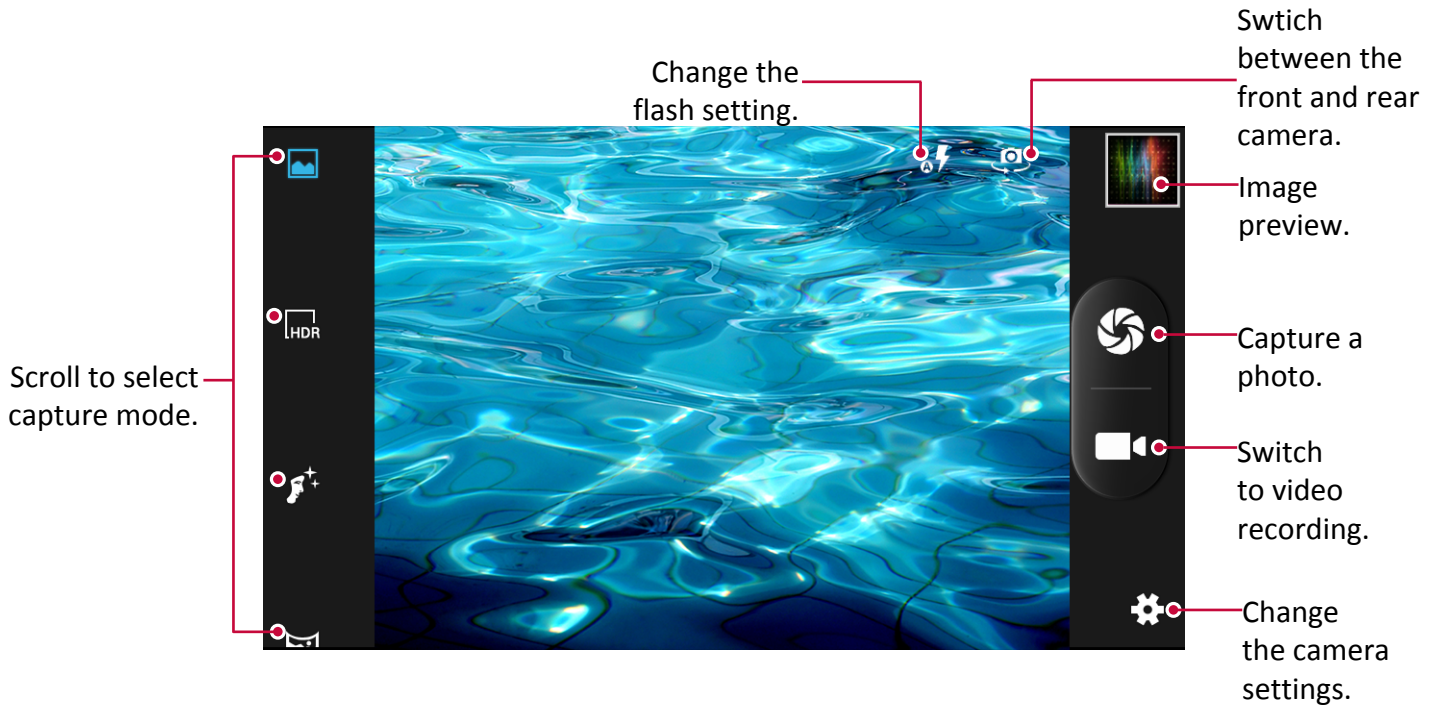 Swtich
between the
front and rear
camera.
Change the
flash setting.
Image
preview.
HDR
Scroll to select
capture mode.
Capture a
photo.
Switch
to video
recording.
Change
the camera
settings.
A